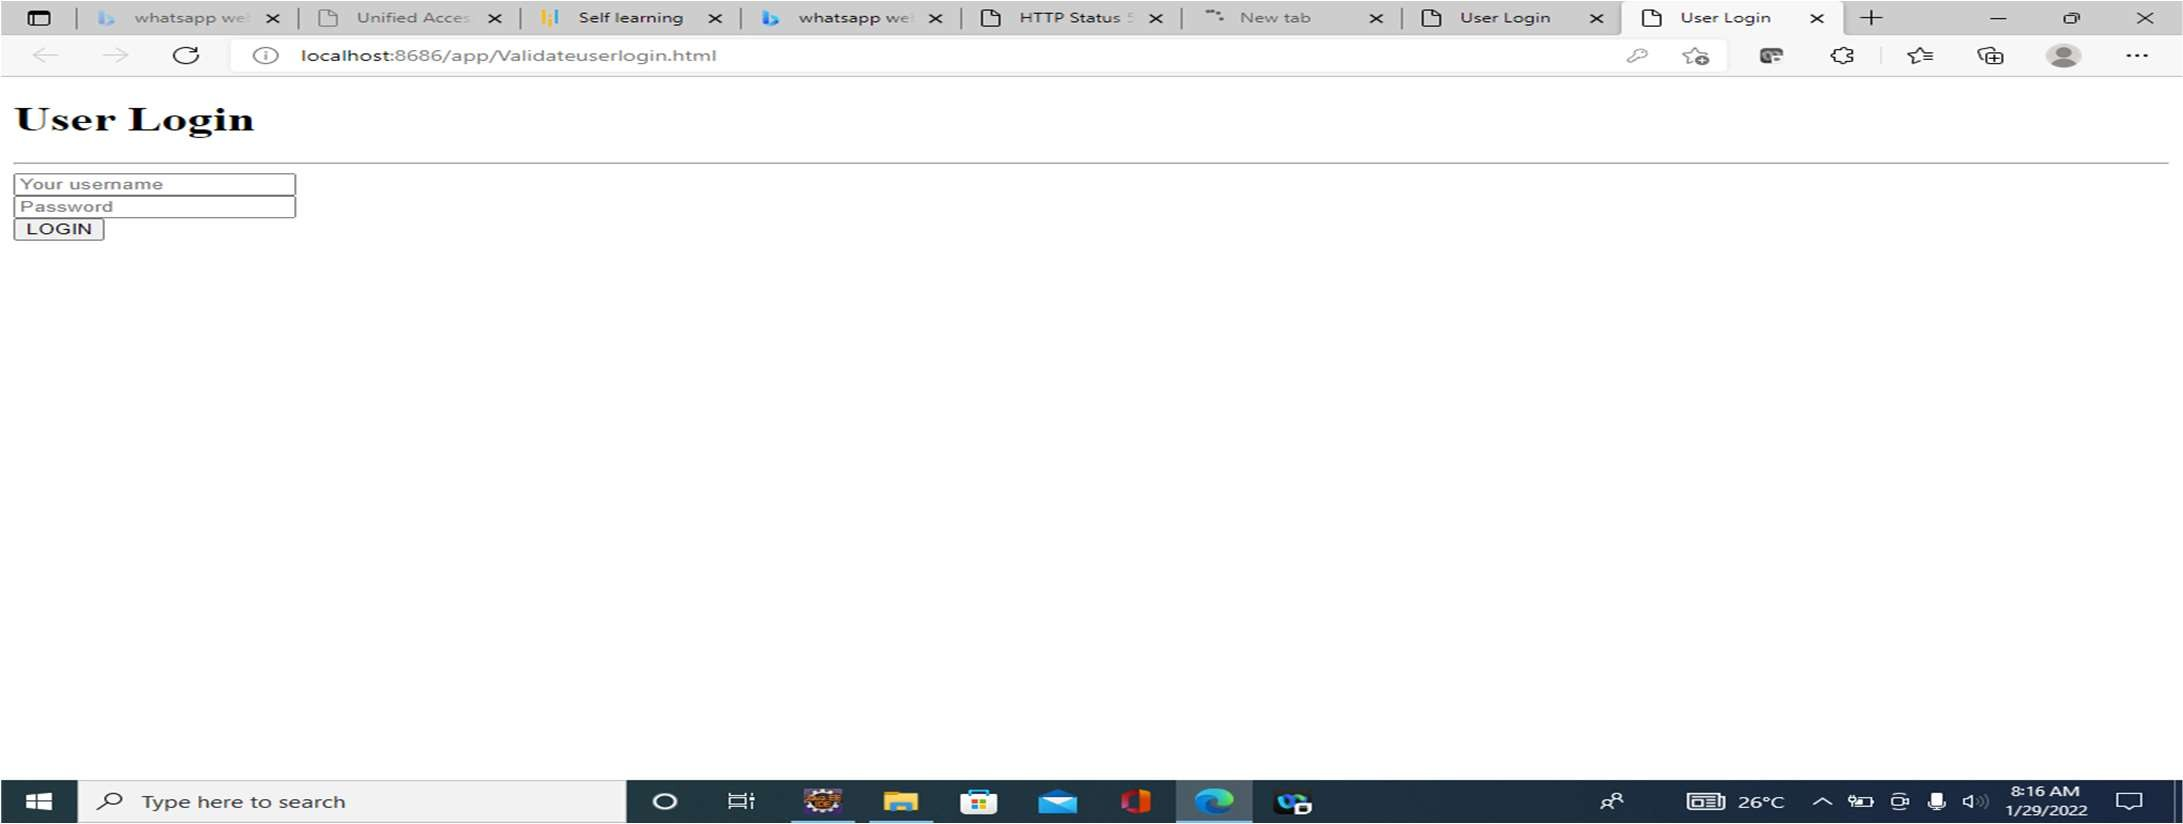 whatsapp we
Unified Acces
Self learning
whatsapp we
HTTP Status 5
New tab
User Login
User Login
localhost:8686/app/Validateuserlogin.html
User Login
Your username
Password
LOGIN
Type here to search
26°C
8:16 AM
1/29/2022